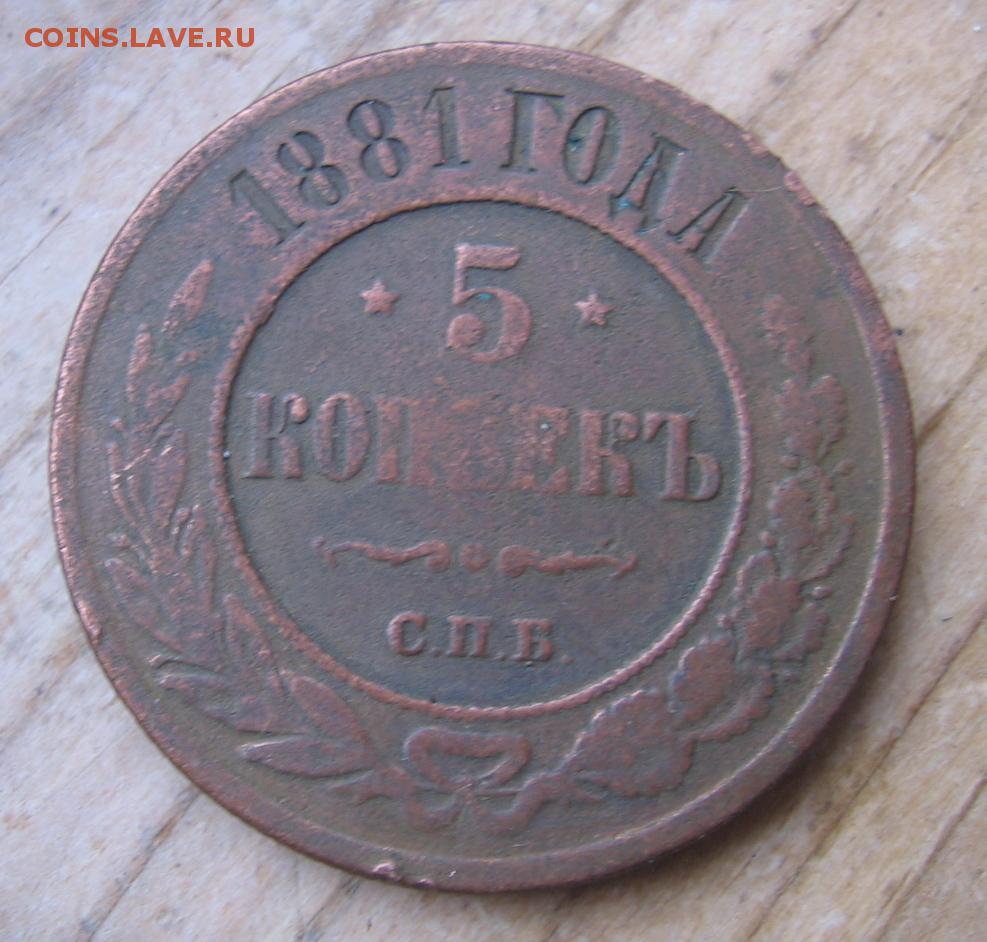 COINS.LAVE.RU
1881 ГОДА
5
КОПѢЕКЪ
С.П.Б.